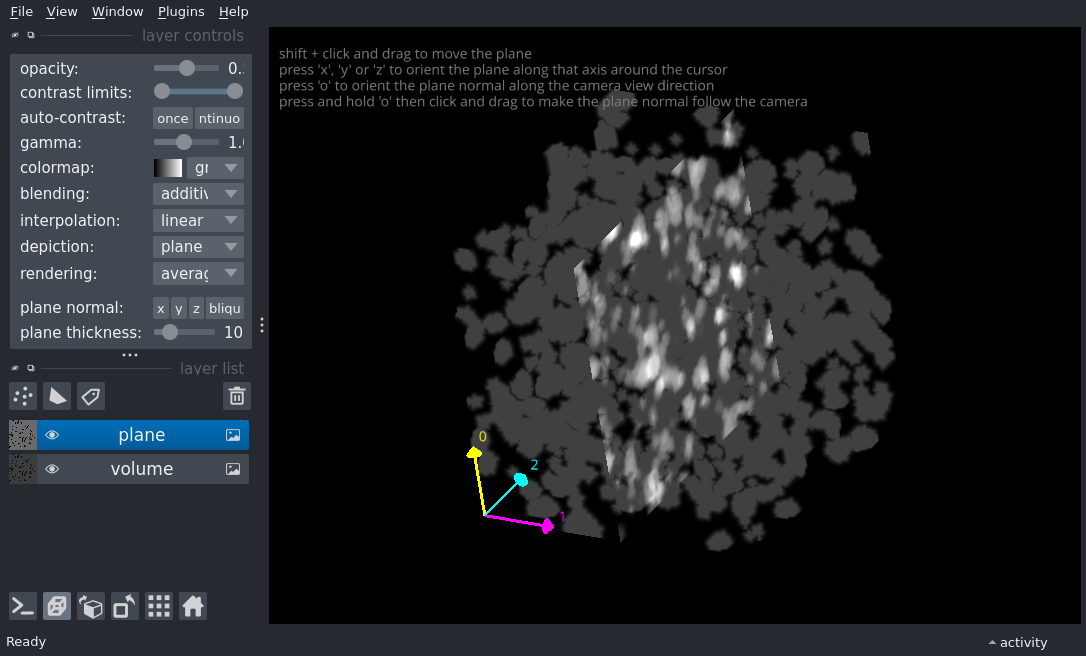 File View Window Plugins Help
layer controls
shift + click and drag to move the plane
press 'x', 'y' or 'z' to orient the plane along that axis around the cursor
press 'o' to orient the plane normal along the camera view direction
press and hold 'o' then click and drag to make the plane normal follow the camera
opacity: 0.
contrast limits:
auto-contrast: once ntinuo
gamma: 1.
colormap: gr
blending: additiv
interpolation: linear
depiction: plane
rendering: averag
plane normal: x y z bliqu
plane thickness: 10
layer list
plane
volume
0
2
1
Ready
activity